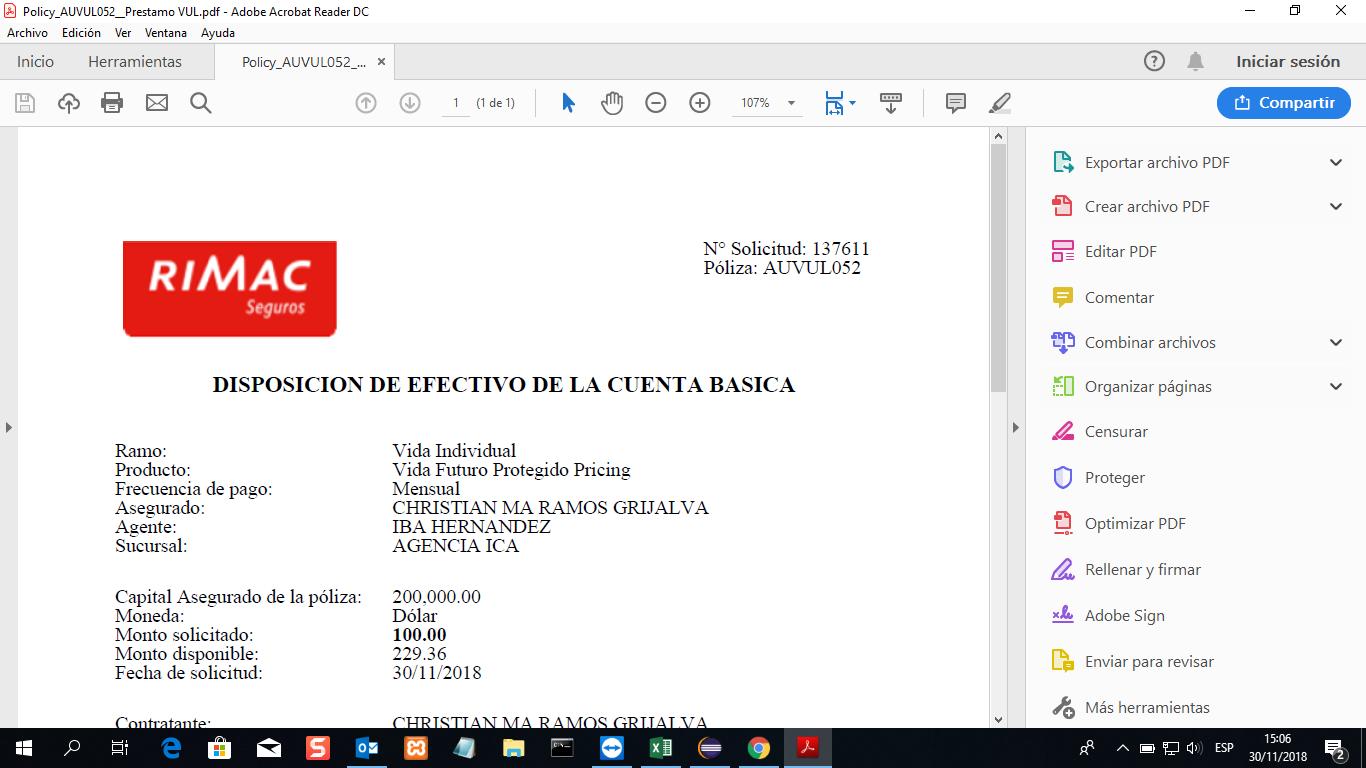 Policy_AUVUL052__Prestamo VUL.pdf - Adobe Acrobat Reader DC
Archivo Edición Ver Ventana Ayuda
Inicio Herramientas Policy_AUVUL052_... Iniciar sesión
1 (1 de 1) 107% Compartir
RIMAC
Seguros
N° Solicitud: 137611
Póliza: AUVUL052
DISPOSICION DE EFECTIVO DE LA CUENTA BASICA
Ramo: Vida Individual
Producto: Vida Futuro Protegido Pricing
Frecuencia de pago: Mensual
Asegurado: CHRISTIAN MA RAMOS GRIJALVA
Agente: IBA HERNANDEZ
Sucursal: AGENCIA ICA
Capital Asegurado de la póliza: 200,000.00
Moneda: Dólar
Monto solicitado: 100.00
Monto disponible: 229.36
Fecha de solicitud: 30/11/2018
Contratante: CHRISTIAN MA RAMOS GRIJALVA
Exportar archivo PDF
Crear archivo PDF
Editar PDF
Comentar
Combinar archivos
Organizar páginas
Censurar
Proteger
Optimizar PDF
Rellenar y firmar
Adobe Sign
Enviar para revisar
Más herramientas
ESP
15:06
30/11/2018
2